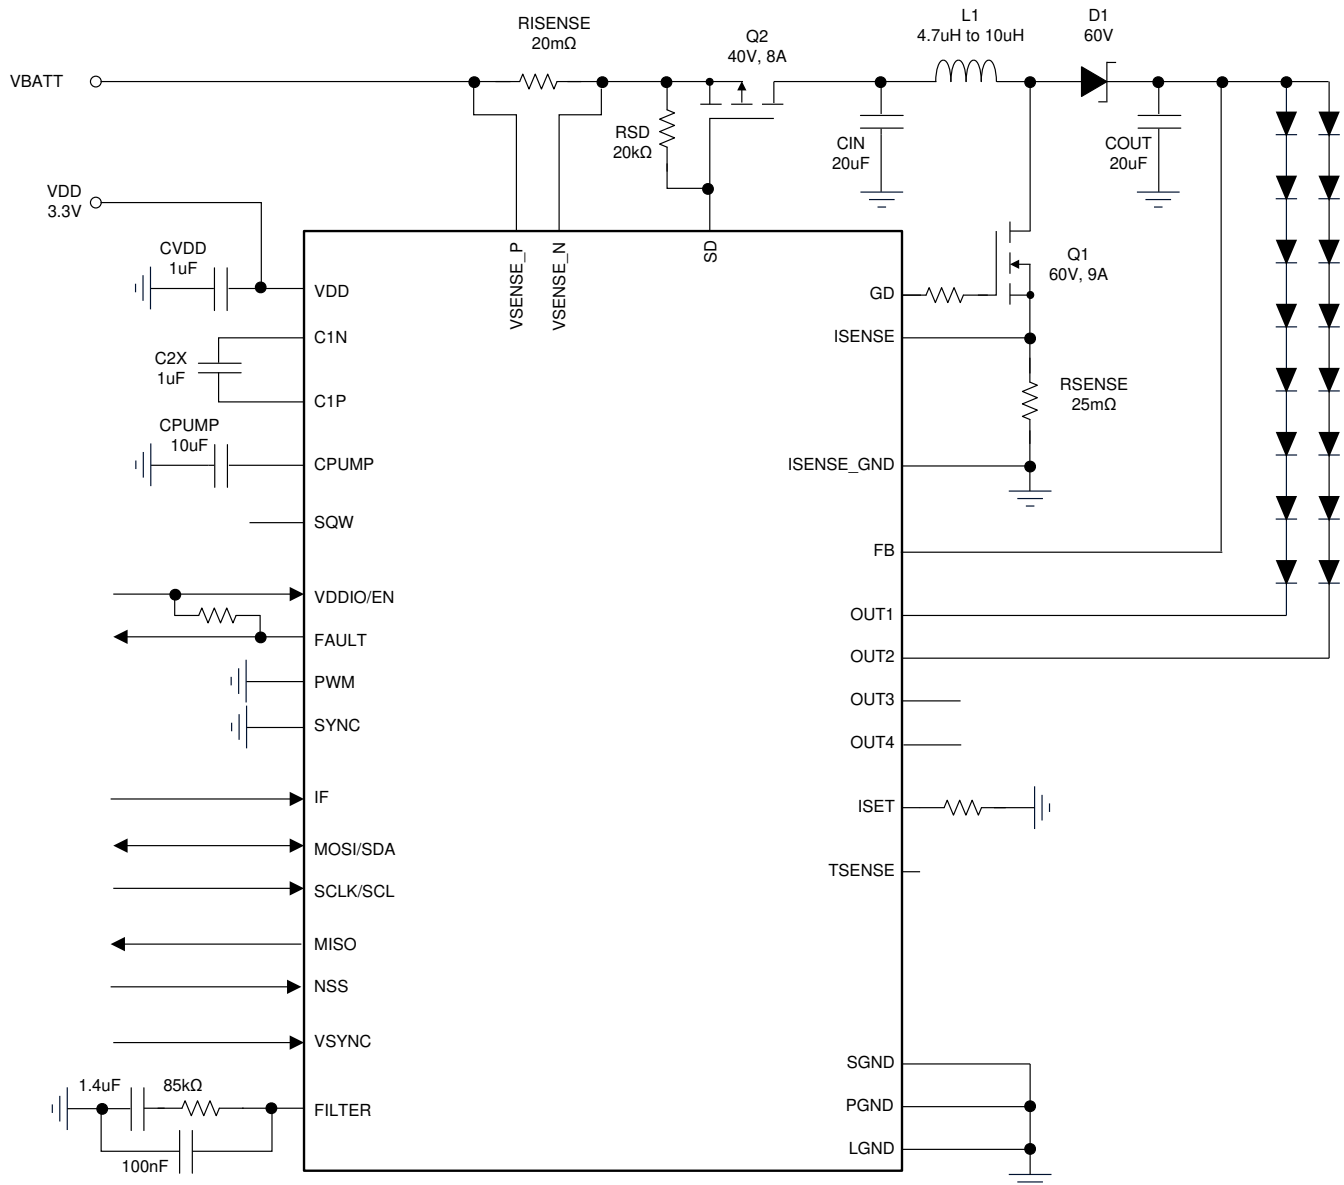 RISENSE
20mΩ
Q2
40V, 8A
L1
4.7uH to 10uH
D1
60V
VBATT
RSD
20kΩ
CIN
20uF
COUT
20uF
VDD
3.3V
CVDD
1uF
VSENSE_P
VSENSE_N
SD
Q1
60V, 9A
VDD
GD
C1N
ISENSE
C2X
1uF
RSENSE
25mΩ
C1P
CPUMP
10uF
CPUMP
ISENSE_GND
SQW
FB
VDDIO/EN
OUT1
FAULT
OUT2
PWM
OUT3
SYNC
OUT4
IF
ISET
MOSI/SDA
TSENSE
SCLK/SCL
MISO
NSS
VSYNC
SGND
1.4uF
85kΩ
FILTER
PGND
100nF
LGND